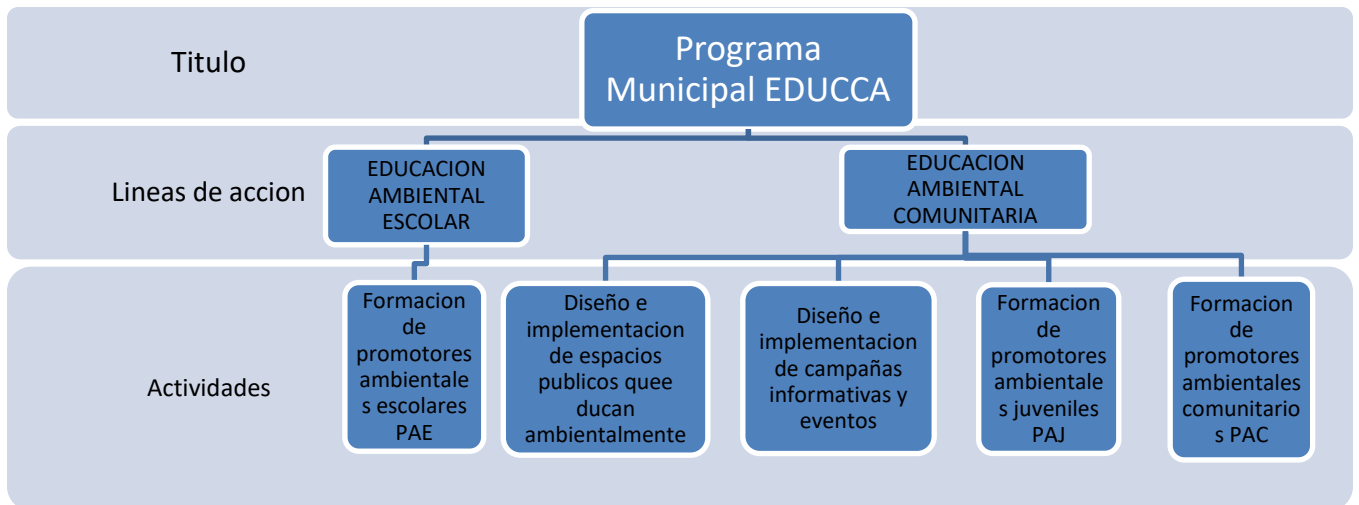 Titulo
Programa
Municipal EDUCCA
Lineas de accion
EDUCACION
AMBIENTAL
ESCOLAR
EDUCACION
AMBIENTAL
COMUNITARIA
Actividades
Formacion
de
promotores
ambientale
s escolares
PAE
Diseño e
implementacion
de espacios
publicos quee
ducan
ambientalmente
Diseño e
implementacion
de campañas
informativas y
eventos
Formacion
de
promotores
ambientale
s juveniles
PAJ
Formacion
de
promotores
ambientales
comunitario
s PAC